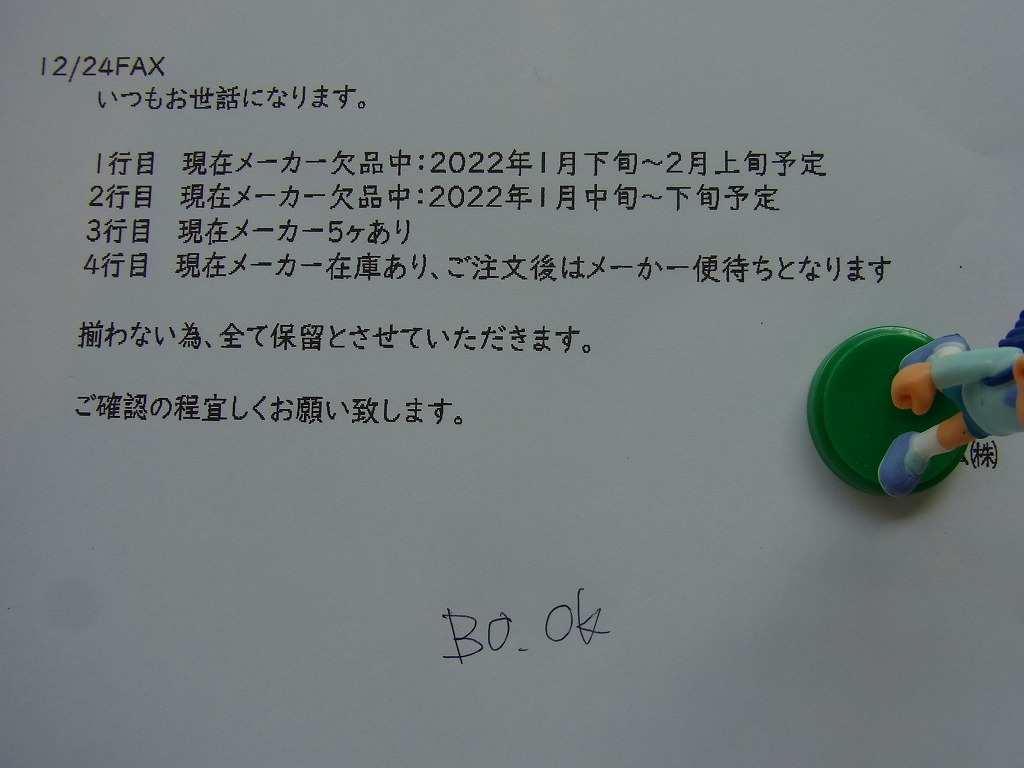 12/24FAX
いつもお世話になります。
1行目 現在メーカー欠品中:2022年1月下旬～2月上旬予定
2行目 現在メーカー欠品中:2022年1月中旬～下旬予定
3行目 現在メーカー5ヶあり
4行目 現在メーカー在庫あり、ご注文後はメーカー便待ちとなります
揃わない為、全て保留とさせていただきます。
ご確認の程宜しくお願い致します。
(株)
BO. OK